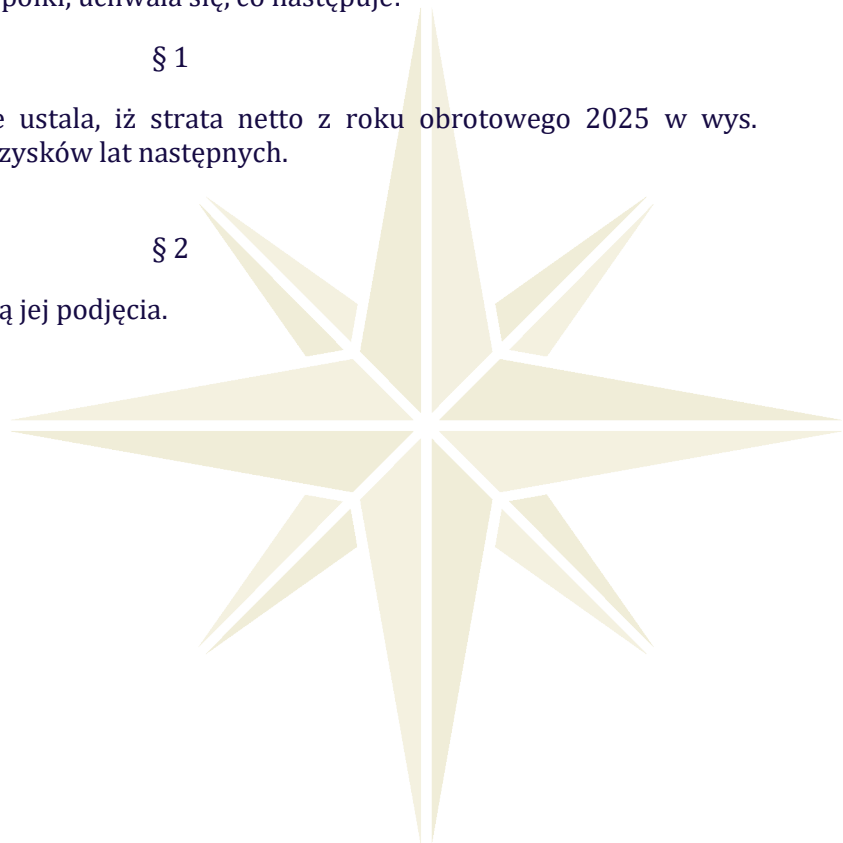 uchwala się, co następuje:
§ 1
ustala, iż strata netto z roku obrotowego 2025 w wys.
zysków lat następnych.
§ 2
jej podjęcia.